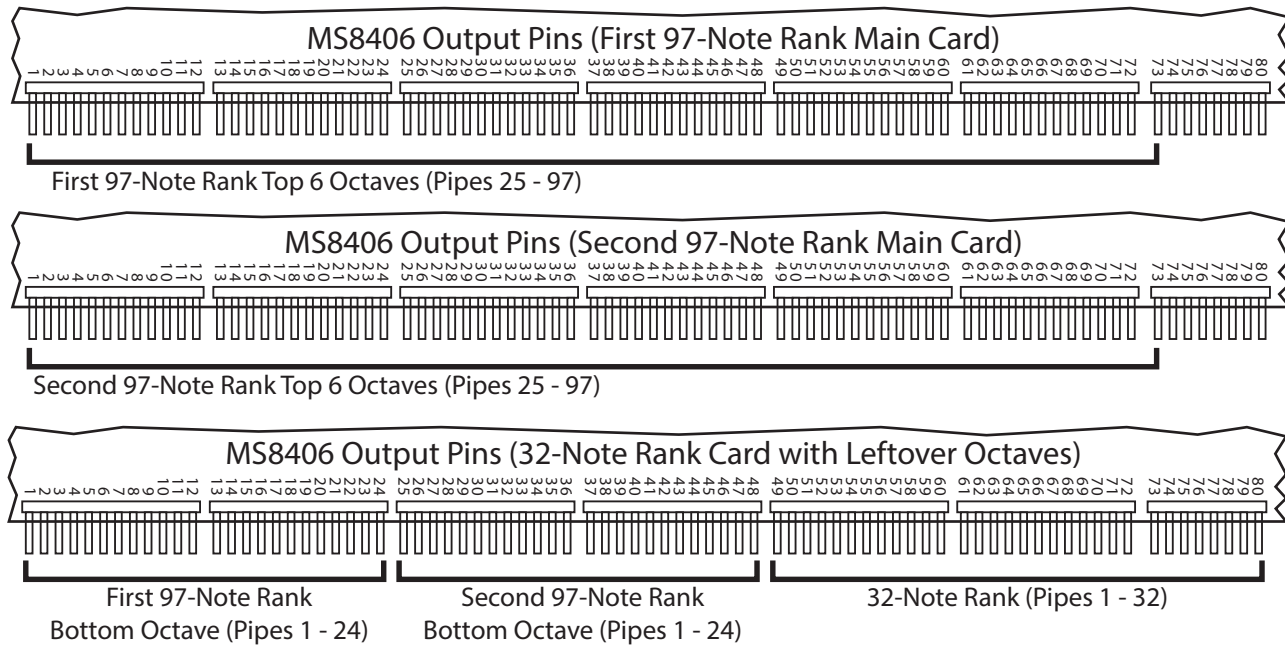 MS8406 Output Pins (First 97-Note Rank Main Card)
1 2 3 4 5 6 7 8 9 10 11 12 13 14 15 16 17 18 19 20 21 22 23 24 25 26 27 28 29 30 31 32 33 34 35 36 37 38 39 40 41 42 43 44 45 46 47 48 49 50 51 52 53 54 55 56 57 58 59 60 61 62 63 64 65 66 67 68 69 70 71 72 73 74 75 76 77 78 79 80
First 97-Note Rank Top 6 Octaves (Pipes 25 - 97)
MS8406 Output Pins (Second 97-Note Rank Main Card)
1 2 3 4 5 6 7 8 9 10 11 12 13 14 15 16 17 18 19 20 21 22 23 24 25 26 27 28 29 30 31 32 33 34 35 36 37 38 39 40 41 42 43 44 45 46 47 48 49 50 51 52 53 54 55 56 57 58 59 60 61 62 63 64 65 66 67 68 69 70 71 72 73 74 75 76 77 78 79 80
Second 97-Note Rank Top 6 Octaves (Pipes 25 - 97)
MS8406 Output Pins (32-Note Rank Card with Leftover Octaves)
1 2 3 4 5 6 7 8 9 10 11 12 13 14 15 16 17 18 19 20 21 22 23 24 25 26 27 28 29 30 31 32 33 34 35 36 37 38 39 40 41 42 43 44 45 46 47 48 49 50 51 52 53 54 55 56 57 58 59 60 61 62 63 64 65 66 67 68 69 70 71 72 73 74 75 76 77 78 79 80
First 97-Note Rank
Bottom Octave (Pipes 1 - 24)
Second 97-Note Rank
Bottom Octave (Pipes 1 - 24)
32-Note Rank (Pipes 1 - 32)